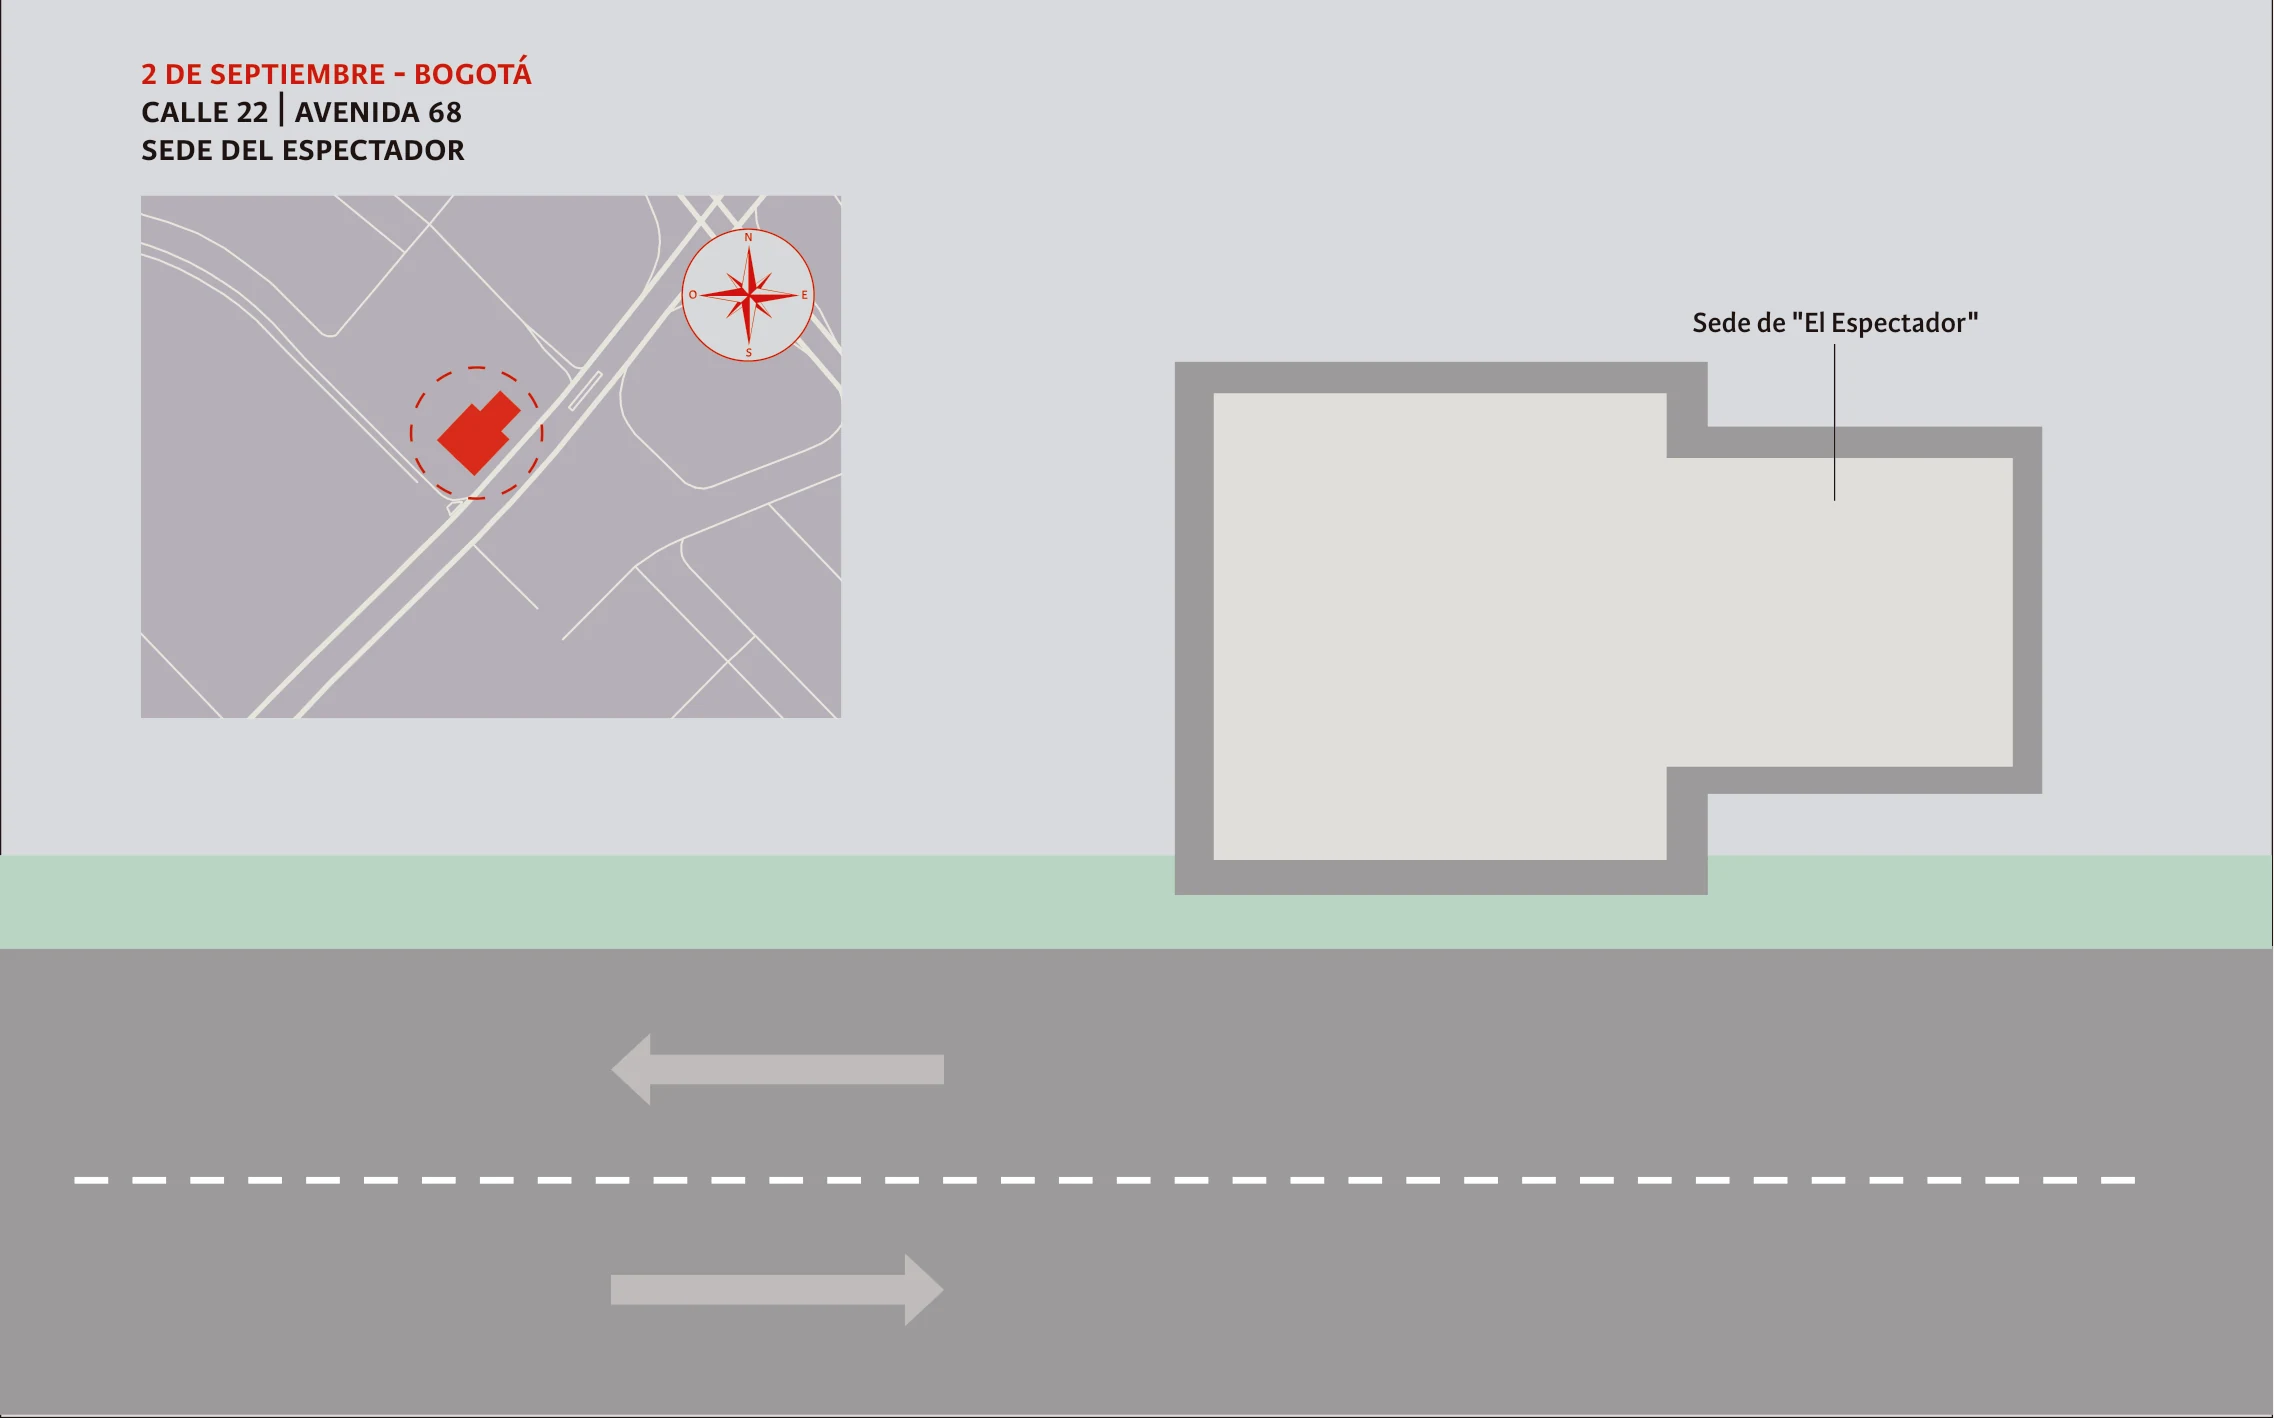 2 DE SEPTIEMBRE - BOGOTÁ
CALLE 22 | AVENIDA 68
SEDE DEL ESPECTADOR
N
O
E
S
Sede de "El Espectador"